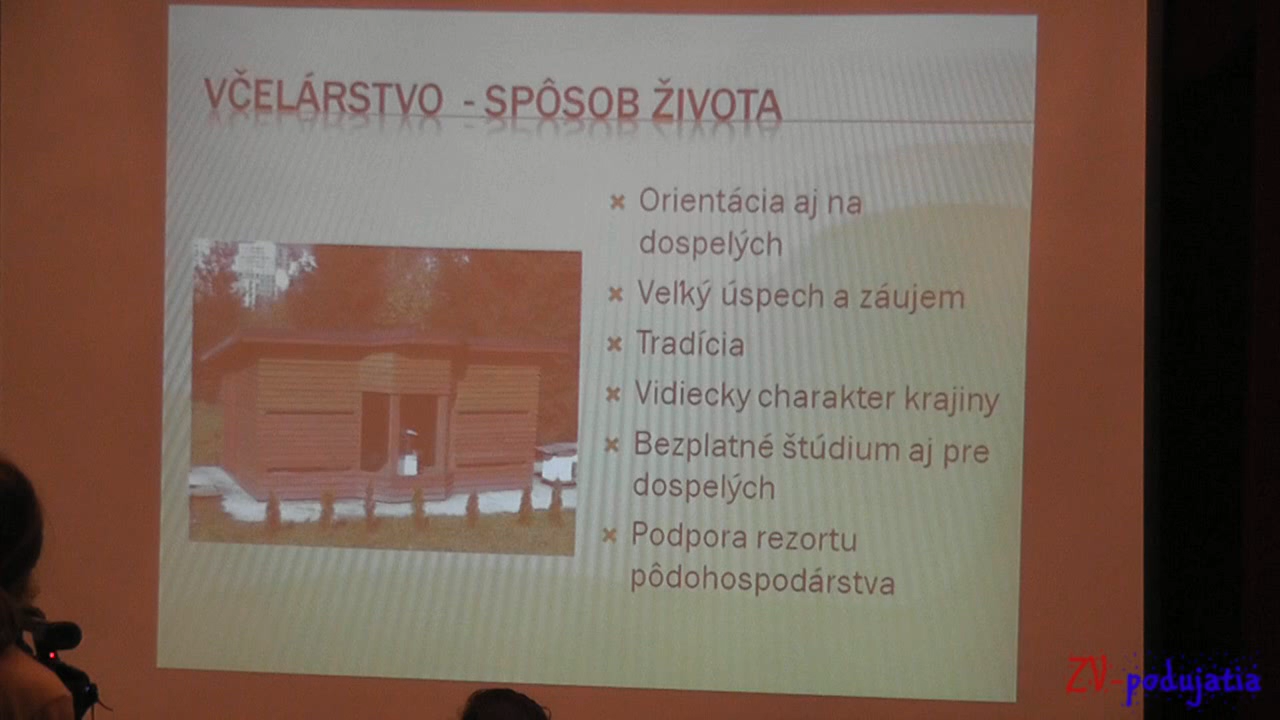 VČELÁRSTVO - SPÔSOB ŽIVOTA
Orientácia aj na
dospelých
Veľký úspech a záujem
Tradícia
Vidiecky charakter krajiny
Bezplatné štúdium aj pre
dospelých
Podpora rezortu
pôdohospodárstva
ZV-podujatia